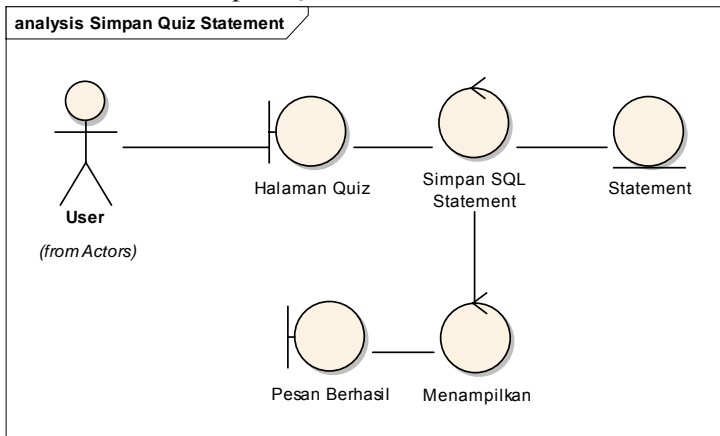 analysis Simpan Quiz Statement
User
(from Actors)
Halaman Quiz
Simpan SQL
Statement
Statement
Pesan Berhasil
Menampilkan